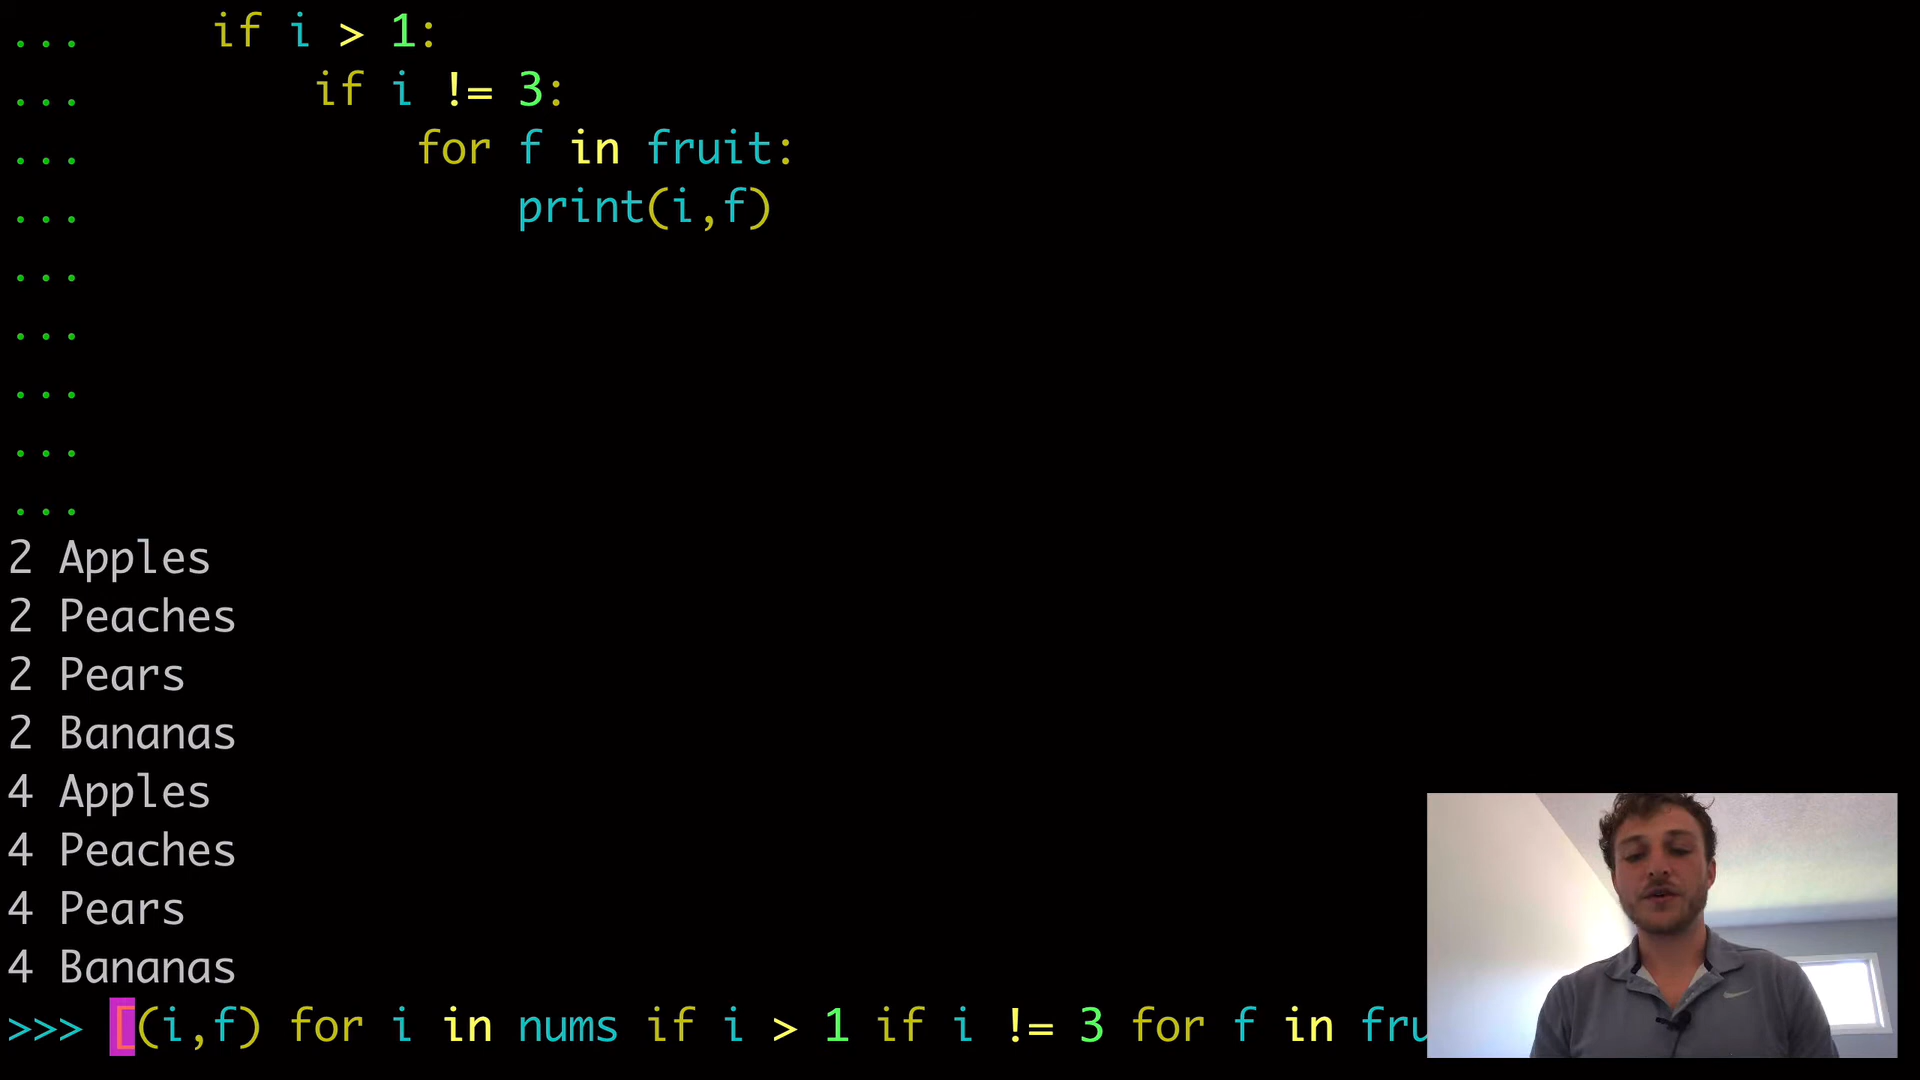 ... if i > 1:
... if i != 3:
... for f in fruit:
... print(i,f)
...
...
...
...
...
2 Apples
2 Peaches
2 Pears
2 Bananas
4 Apples
4 Peaches
4 Pears
4 Bananas
>>> [(i,f) for i in nums if i > 1 if i != 3 for f in fru